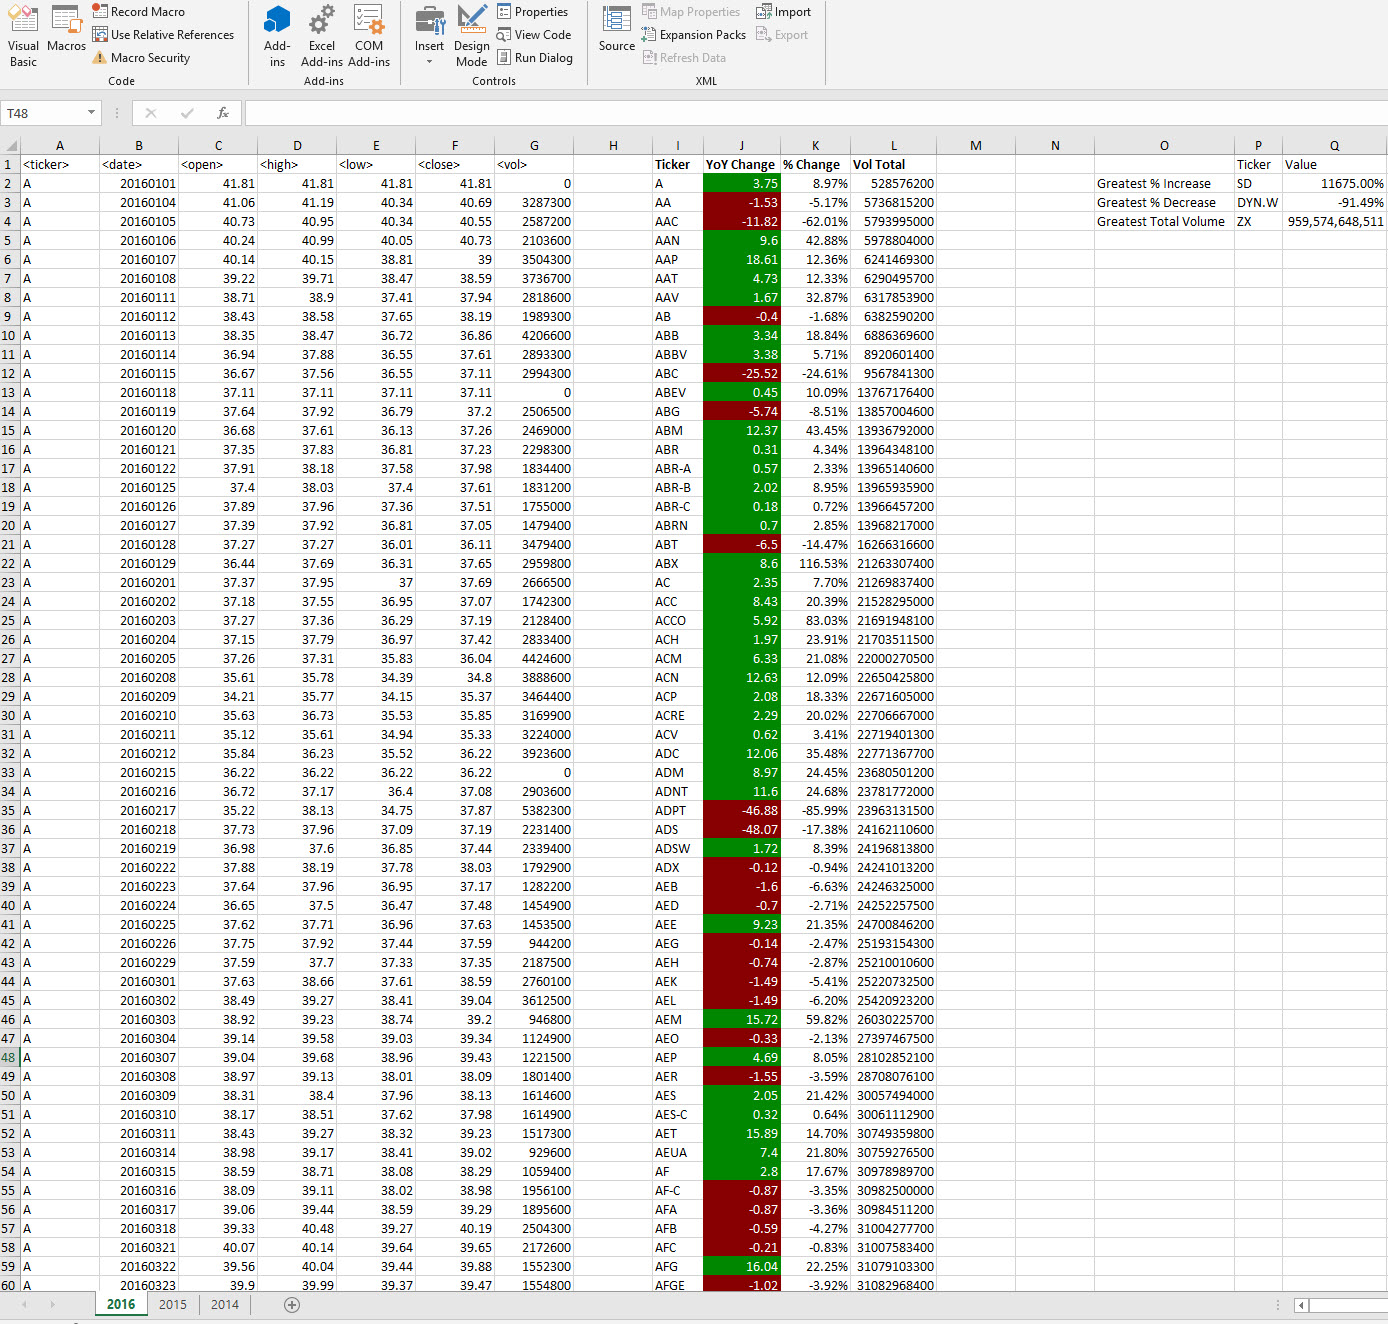 Record Macro Properties Map Properties Import
Use Relative References View Code Expansion Packs Export
Visual Basic Macros Macro Security Add-ins Excel Add-ins COM Add-ins Insert Design Mode Run Dialog Source Refresh Data
Code Add-ins Controls XML
T48 fx
A B C D E F G H I J K L M N O P Q
1 <ticker> <date> <open> <high> <low> <close> <vol> Ticker YoY Change % Change Vol Total Ticker Value
2 A 20160101 41.81 41.81 41.81 41.81 0 A 3.75 8.97% 528576200 Greatest % Increase SD 11675.00%
3 A 20160104 41.06 41.19 40.34 40.69 3287300 AA -1.53 -5.17% 5736815200 Greatest % Decrease DYN.W -91.49%
4 A 20160105 40.73 40.95 40.34 40.55 2587200 AAC -11.82 -62.01% 5793995000 Greatest Total Volume ZX 959,574,648,511
5 A 20160106 40.24 40.99 40.05 40.73 2103600 AAN 9.6 42.88% 5978804000
6 A 20160107 40.14 40.15 38.81 39 3504300 AAP 18.61 12.36% 6241469300
7 A 20160108 39.22 39.71 38.47 38.59 3736700 AAT 4.73 12.33% 6290495700
8 A 20160111 38.71 38.9 37.41 37.94 2818600 AAV 1.67 32.87% 6317853900
9 A 20160112 38.43 38.58 37.65 38.19 1989300 AB -0.4 -1.68% 6382590200
10 A 20160113 38.35 38.47 36.72 36.86 4206600 ABB 3.34 18.84% 6886369600
11 A 20160114 36.94 37.88 36.55 37.61 2893300 ABBV 3.38 5.71% 8920601400
12 A 20160115 36.67 37.56 36.55 37.11 2994300 ABC -25.52 -24.61% 9567841300
13 A 20160118 37.11 37.11 37.11 37.11 0 ABEV 0.45 10.09% 13767176400
14 A 20160119 37.64 37.92 36.79 37.2 2506500 ABG -5.74 -8.51% 13857004600
15 A 20160120 36.68 37.61 36.13 37.26 2469000 ABM 12.37 43.45% 13936792000
16 A 20160121 37.35 37.83 36.81 37.23 2298300 ABR 0.31 4.34% 13964348100
17 A 20160122 37.91 38.18 37.58 37.98 1834400 ABR-A 0.57 2.33% 13965140600
18 A 20160125 37.4 38.03 37.4 37.61 1831200 ABR-B 2.02 8.95% 13965935900
19 A 20160126 37.89 37.96 37.36 37.51 1755000 ABR-C 0.18 0.72% 13966457200
20 A 20160127 37.39 37.92 36.81 37.05 1479400 ABRN 0.7 2.85% 13968217000
21 A 20160128 37.27 37.27 36.01 36.11 3479400 ABT -6.5 -14.47% 16266316600
22 A 20160129 36.44 37.69 36.31 37.65 2959800 ABX 8.6 116.53% 21263307400
23 A 20160201 37.37 37.95 37 37.69 2666500 AC 2.35 7.70% 21269837400
24 A 20160202 37.18 37.55 36.95 37.07 1742300 ACC 8.43 20.39% 21528295000
25 A 20160203 37.27 37.36 36.29 37.19 2128400 ACCO 5.92 83.03% 21691948100
26 A 20160204 37.15 37.79 36.97 37.42 2833400 ACH 1.97 23.91% 21703511500
27 A 20160205 37.26 37.31 35.83 36.04 4424600 ACM 6.33 21.08% 22000270500
28 A 20160208 35.61 35.78 34.39 34.8 3888600 ACN 12.63 12.09% 22650425800
29 A 20160209 34.21 35.77 34.15 35.37 3464400 ACP 2.08 18.33% 22671605000
30 A 20160210 35.63 36.73 35.53 35.85 3169900 ACRE 2.29 20.02% 22706667000
31 A 20160211 35.12 35.61 34.94 35.33 3224000 ACV 0.62 3.41% 22719401300
32 A 20160212 35.84 36.23 35.52 36.22 3923600 ADC 12.06 35.48% 22771367700
33 A 20160215 36.22 36.22 36.22 36.22 0 ADM 8.97 24.45% 23680501200
34 A 20160216 36.72 37.17 36.4 37.08 2903600 ADNT 11.6 24.68% 23781772000
35 A 20160217 35.22 38.13 34.75 37.87 5382300 ADPT -46.88 -85.99% 23963131500
36 A 20160218 37.73 37.96 37.09 37.19 2231400 ADS -48.07 -17.38% 24162110600
37 A 20160219 36.98 37.6 36.85 37.44 2339400 ADSW 1.72 8.39% 24196813800
38 A 20160222 37.88 38.19 37.78 38.03 1792900 ADX -0.12 -0.94% 24241013200
39 A 20160223 37.64 37.96 36.95 37.17 1282200 AEB -1.6 -6.63% 24246325000
40 A 20160224 36.65 37.5 36.47 37.48 1454900 AED -0.7 -2.71% 24252257500
41 A 20160225 37.62 37.71 36.96 37.63 1453500 AEE 9.23 21.35% 24700846200
42 A 20160226 37.75 37.92 37.44 37.59 944200 AEG -0.14 -2.47% 25193154300
43 A 20160229 37.59 37.7 37.33 37.35 2187500 AEH -0.74 -2.87% 25210010600
44 A 20160301 37.63 38.66 37.61 38.59 2760100 AEK -1.49 -5.41% 25220732500
45 A 20160302 38.49 39.27 38.41 39.04 3612500 AEL -1.49 -6.20% 25420923200
46 A 20160303 38.92 39.23 38.74 39.2 946800 AEM 15.72 59.82% 26030225700
47 A 20160304 39.14 39.58 39.03 39.34 1124900 AEO -0.33 -2.13% 27397467500
48 A 20160307 39.04 39.68 38.96 39.43 1221500 AEP 4.69 8.05% 28102852100
49 A 20160308 38.97 39.13 38.01 38.09 1801400 AER -1.55 -3.59% 28708076100
50 A 20160309 38.31 38.4 37.96 38.13 1614600 AES 2.05 21.42% 30057494000
51 A 20160310 38.17 38.51 37.62 37.98 1614900 AES-C 0.32 0.64% 30061112900
52 A 20160311 38.43 39.27 38.32 39.23 1517300 AET 15.89 14.70% 30749359800
53 A 20160314 38.98 39.17 38.41 39.02 929600 AEUA 7.4 21.80% 30759276500
54 A 20160315 38.59 38.71 38.08 38.29 1059400 AF 2.8 17.67% 30978989700
55 A 20160316 38.09 39.11 38.02 38.98 1956100 AF-C -0.87 -3.35% 30982500000
56 A 20160317 39.06 39.44 38.59 39.29 1895600 AFA -0.87 -3.36% 30984511200
57 A 20160318 39.33 40.48 39.27 40.19 2504300 AFB -0.59 -4.27% 31004277700
58 A 20160321 40.07 40.14 39.64 39.65 2172600 AFC -0.21 -0.83% 31007583400
59 A 20160322 39.56 40.04 39.44 39.88 1552300 AFG 16.04 22.25% 31079103300
60 A 20160323 39.9 39.99 39.37 39.47 1554800 AFGE -1.02 -3.92% 31082968400
2016 2015 2014